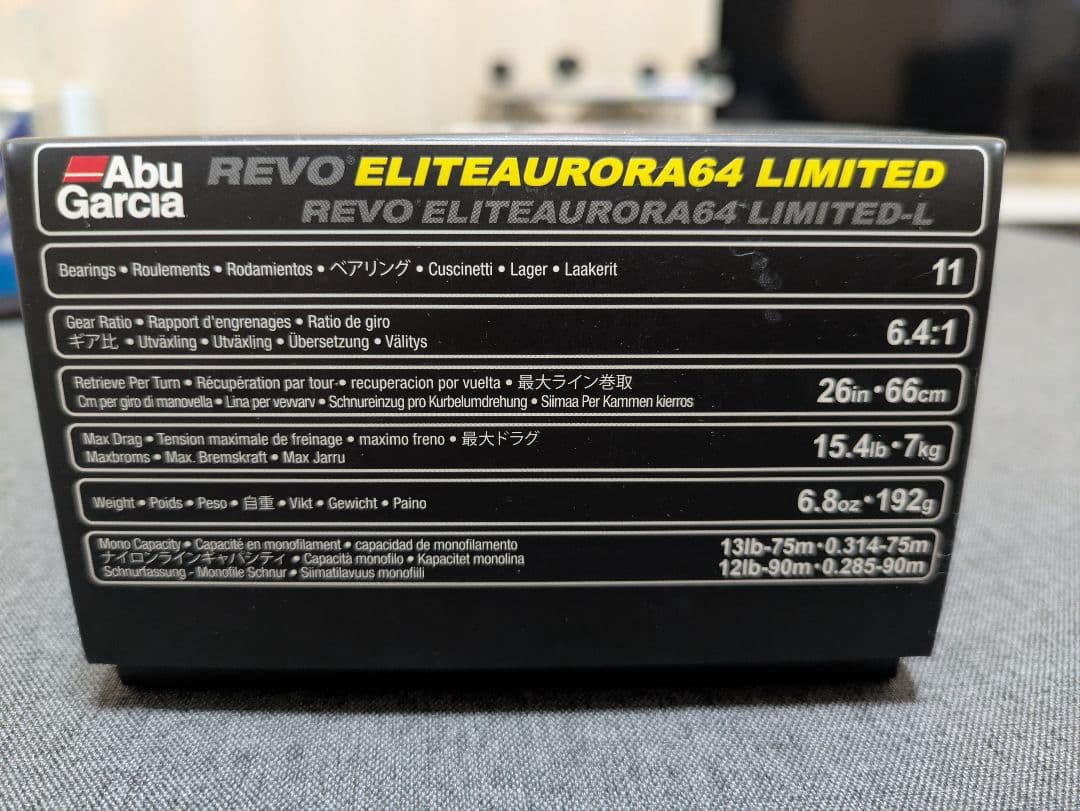 Abu
Garcia
REVO ELITEAURORA64 LIMITED
REVO ELITEAURORA64 LIMITED-L
Bearings • Roulements • Rodamientos • ベアリング • Cuscinetti • Lager • Laakerit 11
Gear Ratio • Rapport d'engrenages • Ratio de giro
ギア比 • Utväxling • Utväxling • Übersetzung • Välitys
6.4:1
Retrieve Per Turn • Récupération par tour • recuperacion por vuelta • 最大ライン巻取
Cm per giro di manovella • Lina per vevvarv • Schnureinzug pro Kurbelumdrehung • Siimaa Per Kammen kierros
26in•66cm
Max Drag • Tension maximale de freinage • maximo freno • 最大ドラグ
Maxbroms • Max. Bremskraft • Max Jarru
15.4lb•7kg
Weight • Poids • Peso • 自重 • Vikt • Gewicht • Paino 6.8oz•192g
Mono Capacity • Capacité en monofilament • capacidad de monofilamento
ナイロンラインキャパシティ • Capacità monofilo • Kapacitet monolina
Schnurfassung - Monofile Schnur • Siimatilavuus monofiili
13lb-75m•0.314-75m
12lb-90m•0.285-90m